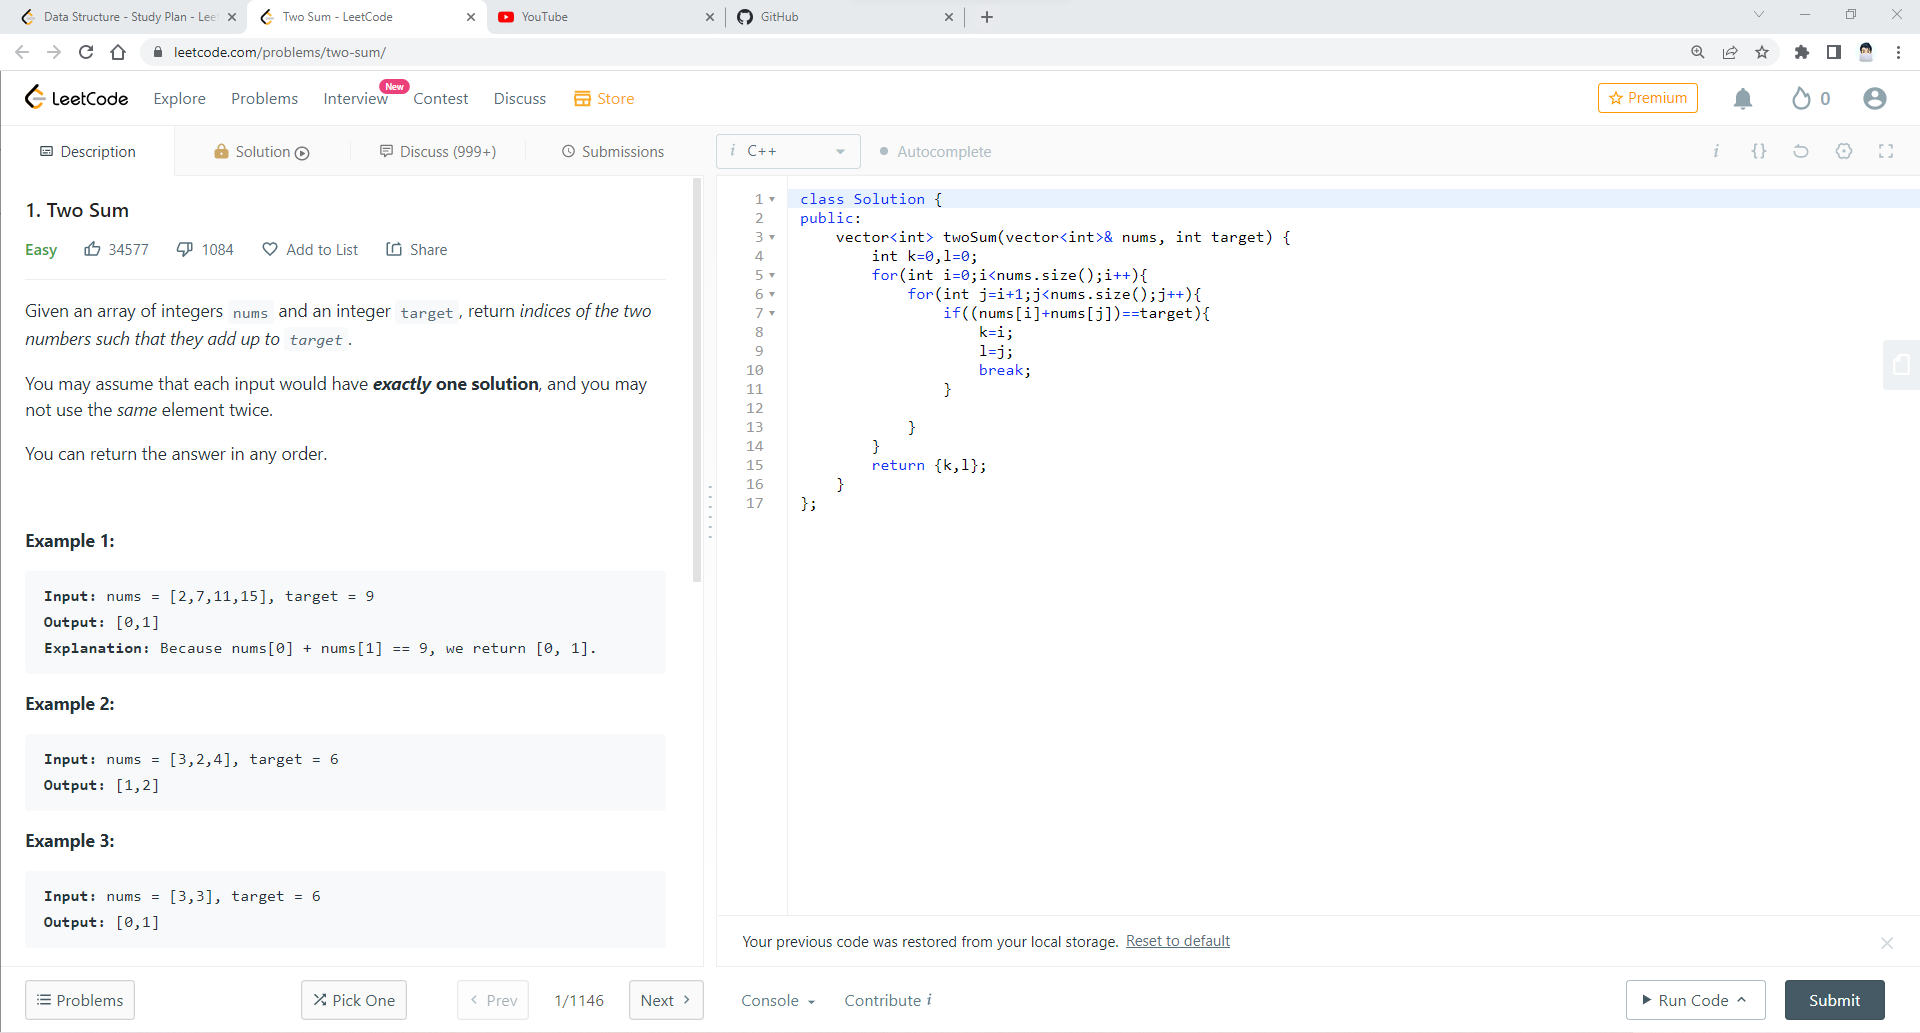 Data Structure - Study Plan - Lee
Two Sum - LeetCode
YouTube
GitHub
leetcode.com/problems/two-sum/
LeetCode
Explore
Problems
Interview
New
Contest
Discuss
Store
Premium
0
Description
Solution
Discuss (999+)
Submissions
i C++
Autocomplete
i
{}
1. Two Sum
Easy
34577
1084
Add to List
Share
Given an array of integers nums and an integer target, return indices of the two
numbers such that they add up to target.
You may assume that each input would have exactly one solution, and you may
not use the same element twice.
You can return the answer in any order.
Example 1:
Input: nums = [2,7,11,15], target = 9
Output: [0,1]
Explanation: Because nums[0] + nums[1] == 9, we return [0, 1].
Example 2:
Input: nums = [3,2,4], target = 6
Output: [1,2]
Example 3:
Input: nums = [3,3], target = 6
Output: [0,1]
1 class Solution {
2 public:
3 vector<int> twoSum(vector<int>& nums, int target) {
4 int k=0,l=0;
5 for(int i=0;i<nums.size();i++){
6 for(int j=i+1;j<nums.size();j++){
7 if((nums[i]+nums[j])==target){
8 k=i;
9 l=j;
10 break;
11 }
12
13 }
14 }
15 return {k,l};
16 }
17 };
Your previous code was restored from your local storage. Reset to default
Problems
Pick One
Prev
1/1146
Next
Console
Contribute i
Run Code
Submit